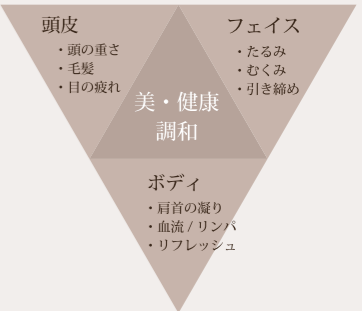 頭皮
・頭の重さ
・毛髪
・目の疲れ
フェイス
・たるみ
・むくみ
・引き締め
美・健康
調和
ボディ
・肩首の凝り
・血流 / リンパ
・リフレッシュ